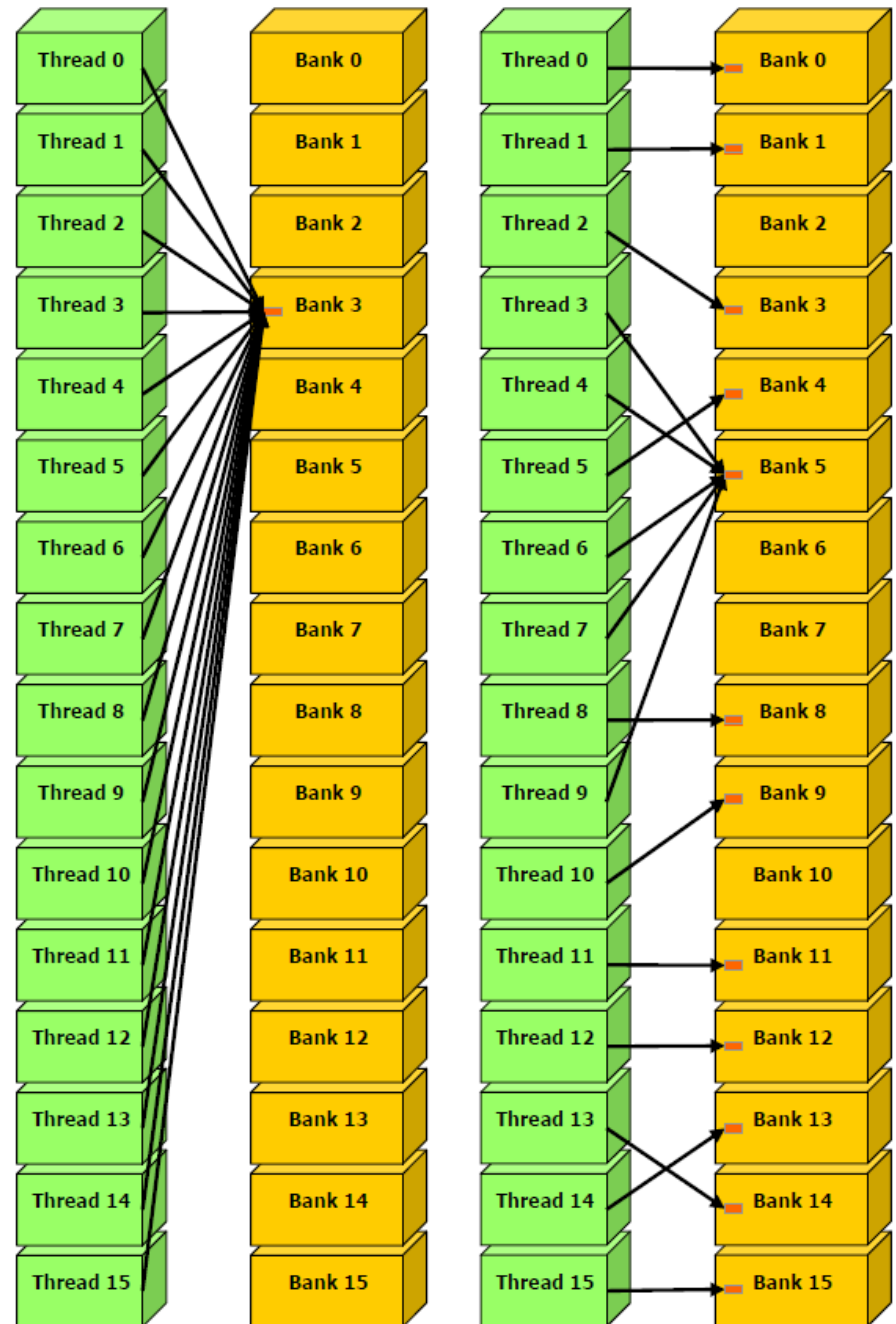 Thread 0 Bank 0 Thread 0 Bank 0
Thread 1 Bank 1 Thread 1 Bank 1
Thread 2 Bank 2 Thread 2 Bank 2
Thread 3 Bank 3 Thread 3 Bank 3
Thread 4 Bank 4 Thread 4 Bank 4
Thread 5 Bank 5 Thread 5 Bank 5
Thread 6 Bank 6 Thread 6 Bank 6
Thread 7 Bank 7 Thread 7 Bank 7
Thread 8 Bank 8 Thread 8 Bank 8
Thread 9 Bank 9 Thread 9 Bank 9
Thread 10 Bank 10 Thread 10 Bank 10
Thread 11 Bank 11 Thread 11 Bank 11
Thread 12 Bank 12 Thread 12 Bank 12
Thread 13 Bank 13 Thread 13 Bank 13
Thread 14 Bank 14 Thread 14 Bank 14
Thread 15 Bank 15 Thread 15 Bank 15